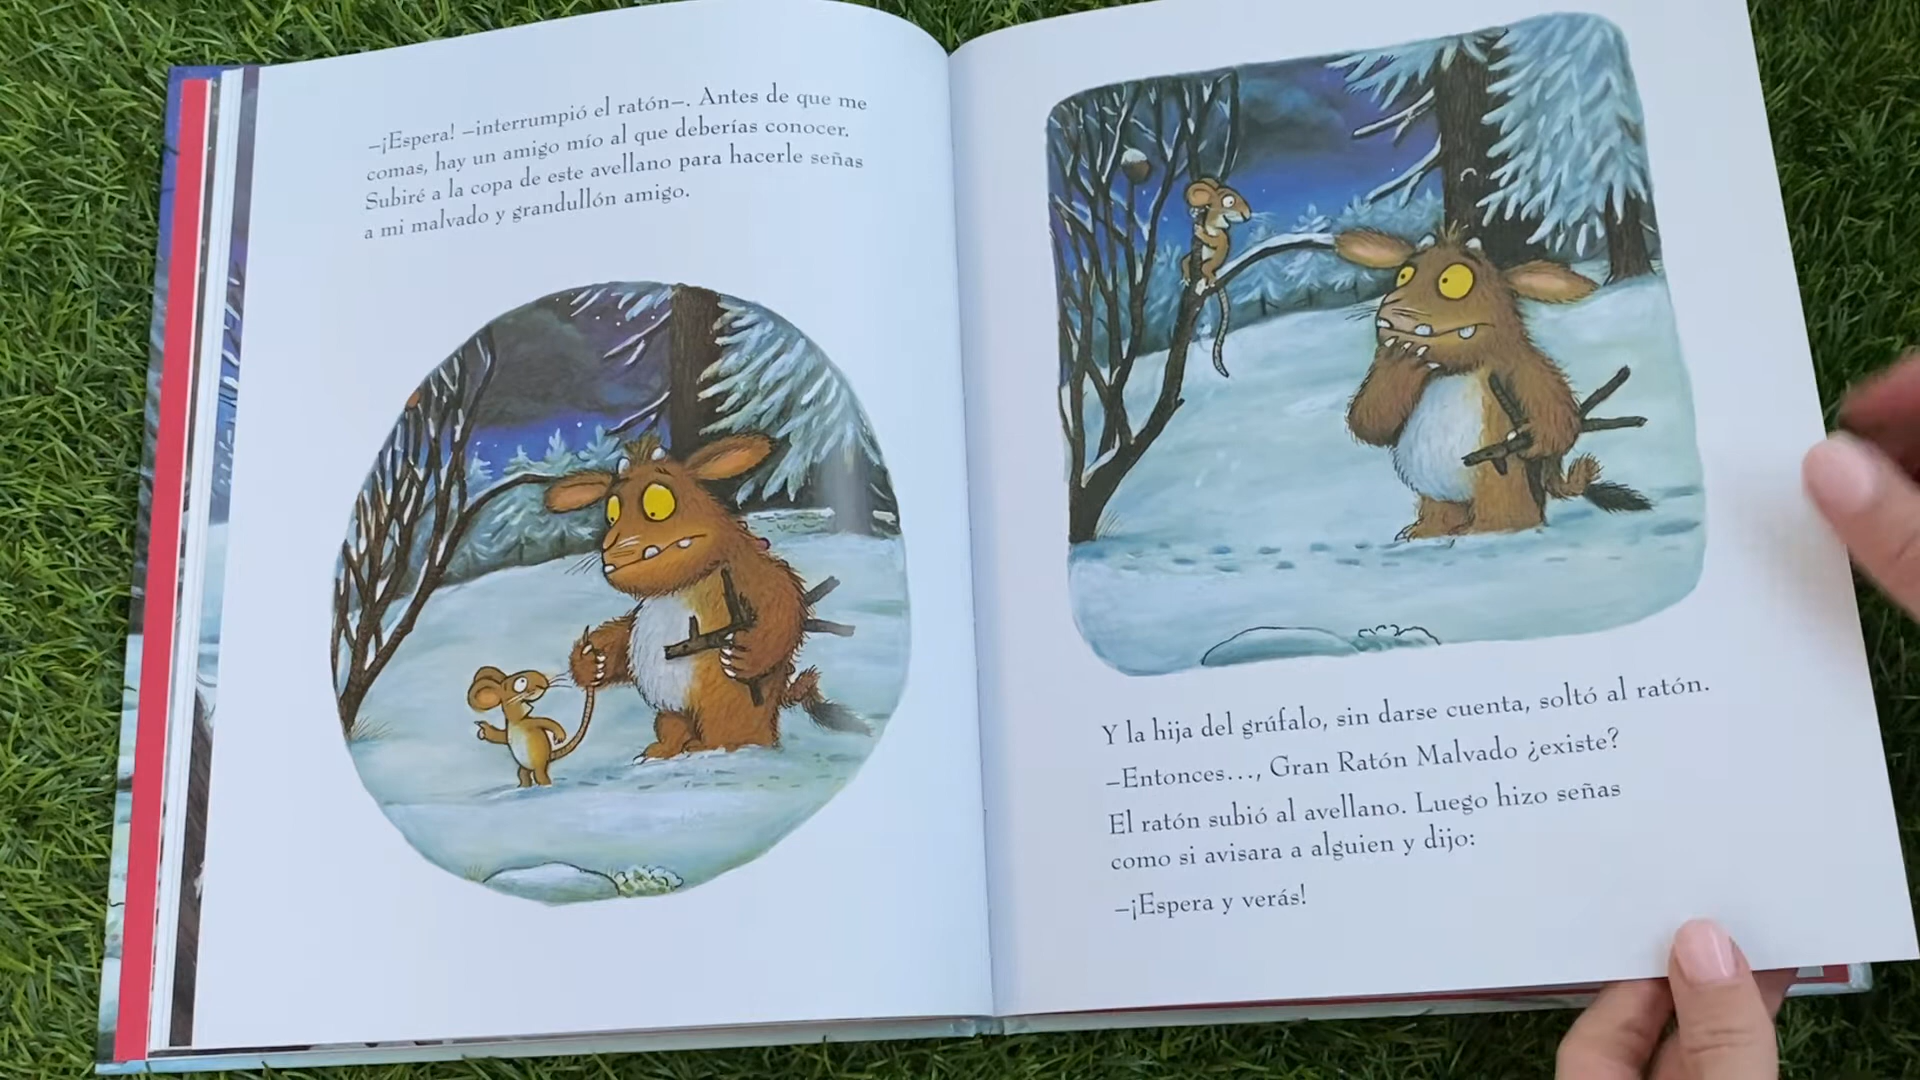 –¡Espera! –interrumpió el ratón–. Antes de que me
comas, hay un amigo mío al que deberías conocer.
Subiré a la copa de este avellano para hacerle señas
a mi malvado y grandullón amigo.
Y la hija del grúfalo, sin darse cuenta, soltó al ratón.
–Entonces…, Gran Ratón Malvado ¿existe?
El ratón subió al avellano. Luego hizo señas
como si avisara a alguien y dijo:
–¡Espera y verás!